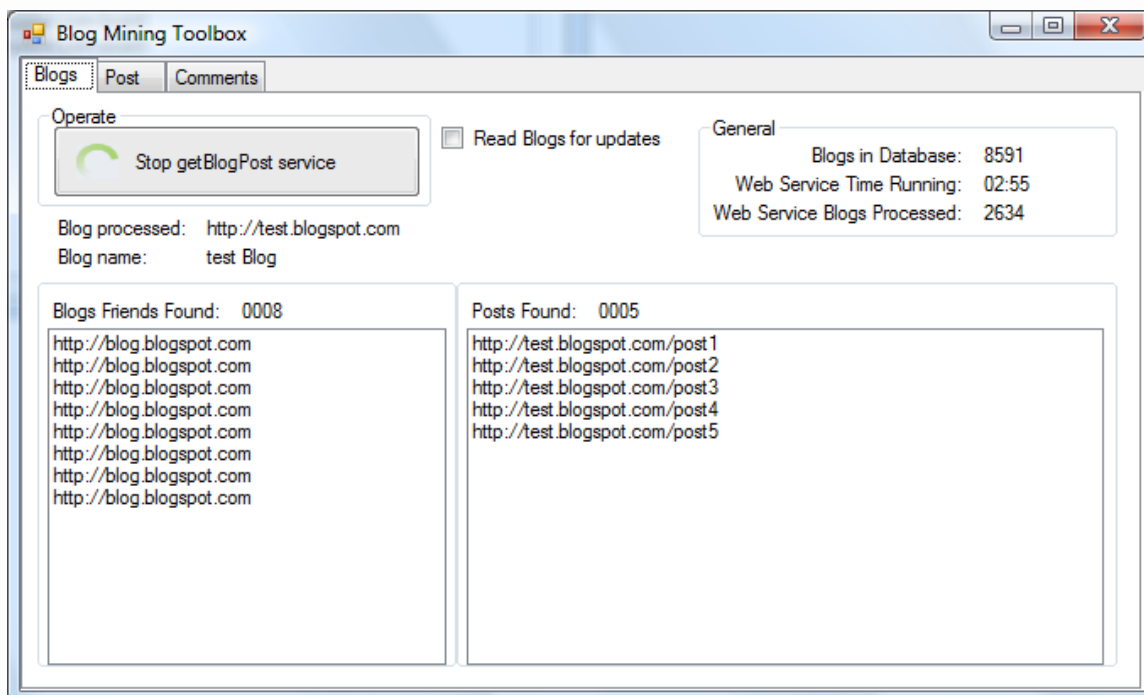 Blog Mining Toolbox
Blogs Post Comments
Operate
Stop getBlogPost service
Read Blogs for updates
General
Blogs in Database: 8591
Web Service Time Running: 02:55
Web Service Blogs Processed: 2634
Blog processed: http://test.blogspot.com
Blog name: test Blog
Blogs Friends Found: 0008
http://blog.blogspot.com
http://blog.blogspot.com
http://blog.blogspot.com
http://blog.blogspot.com
http://blog.blogspot.com
http://blog.blogspot.com
http://blog.blogspot.com
http://blog.blogspot.com
Posts Found: 0005
http://test.blogspot.com/post1
http://test.blogspot.com/post2
http://test.blogspot.com/post3
http://test.blogspot.com/post4
http://test.blogspot.com/post5